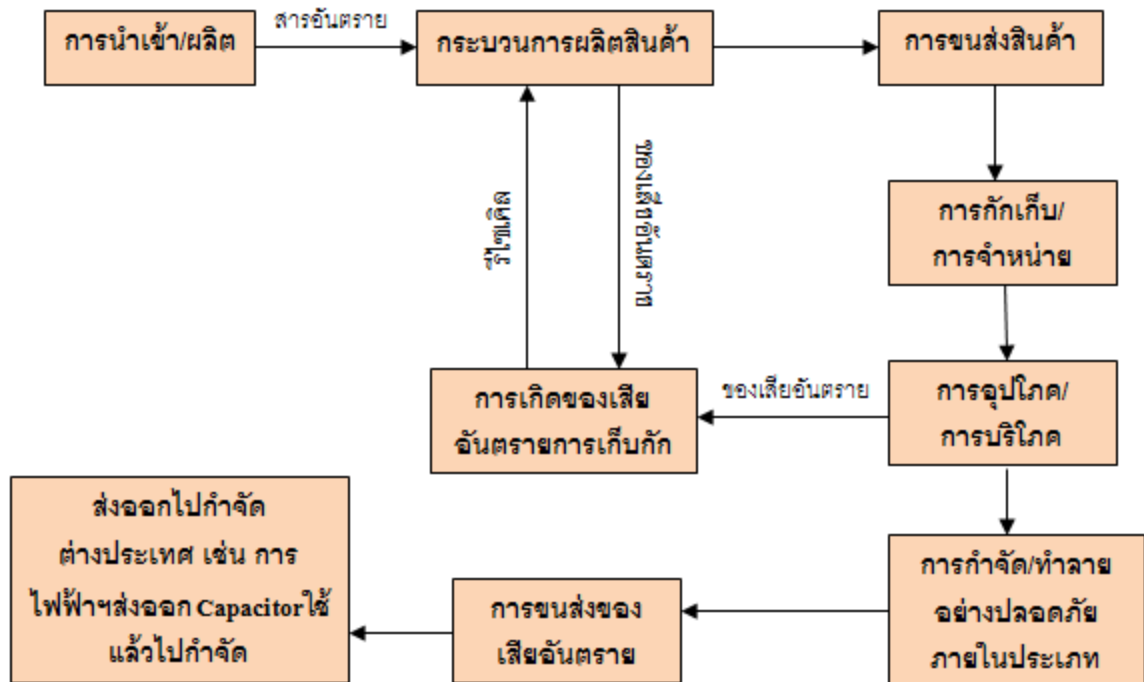 การนำเข้า/ผลิต
สารอันตราย
กระบวนการผลิตสินค้า
การขนส่งสินค้า
รีไซเคิล
ของเสียอันตราย
การกักเก็บ/
การจำหน่าย
การเกิดของเสีย
อันตรายการเก็บกัก
ของเสียอันตราย
การอุปโภค/
การบริโภค
ส่งออกไปกำจัด
ต่างประเทศ เช่น การ
ไฟฟ้าฯส่งออก Capacitorใช้
แล้วไปกำจัด
การขนส่งของ
เสียอันตราย
การกำจัด/ทำลาย
อย่างปลอดภัย
ภายในประเภท